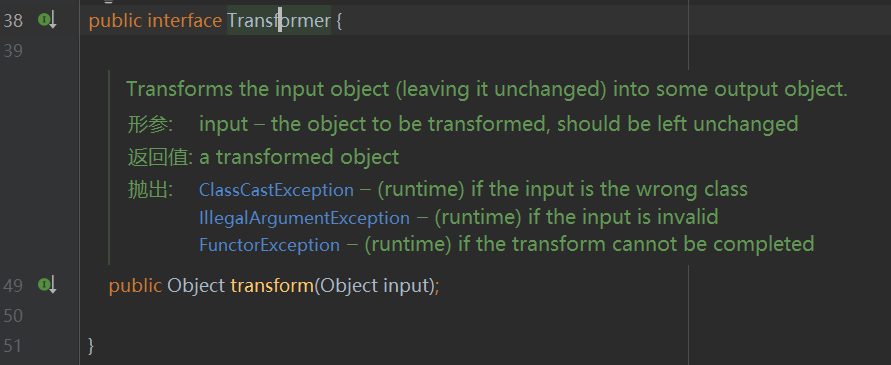 38 public interface Transformer {
39
Transforms the input object (leaving it unchanged) into some output object.
形参: input – the object to be transformed, should be left unchanged
返回值: a transformed object
抛出: ClassCastException – (runtime) if the input is the wrong class
IllegalArgumentException – (runtime) if the input is invalid
FunctorException – (runtime) if the transform cannot be completed
49 public Object transform(Object input);
50
51 }